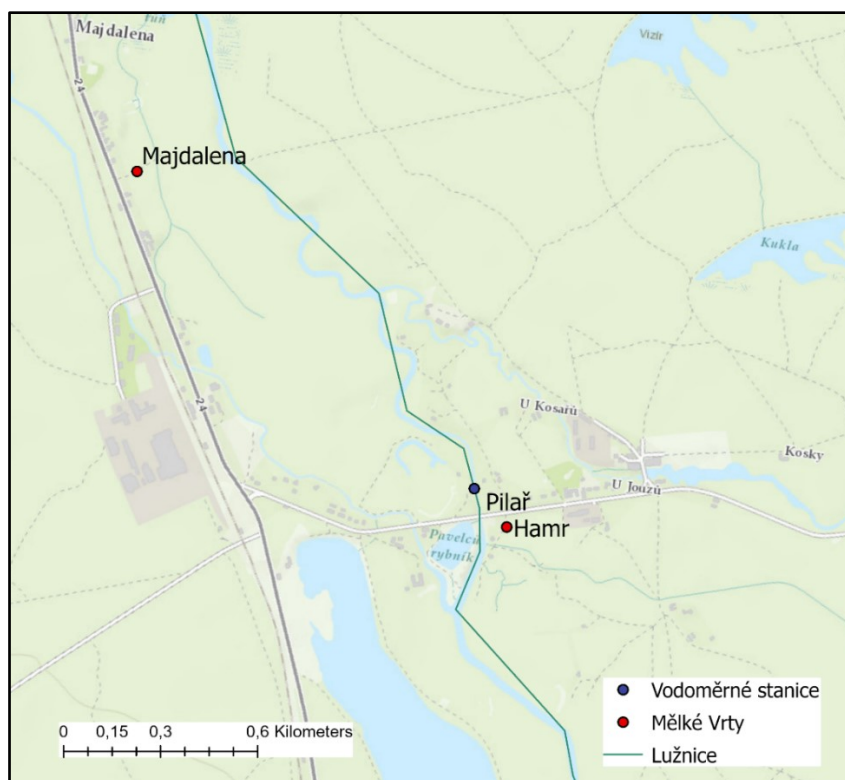 Majdalena
24
Majdalena
Vizír
Kukla
24
U Kosařů
Kosky
U Jouzů
Pilař
Hamr
Pavelců
rybník
Vodoměrné stanice
Mělké Vrty
Lužnice
0 0,15 0,3 0,6 Kilometers